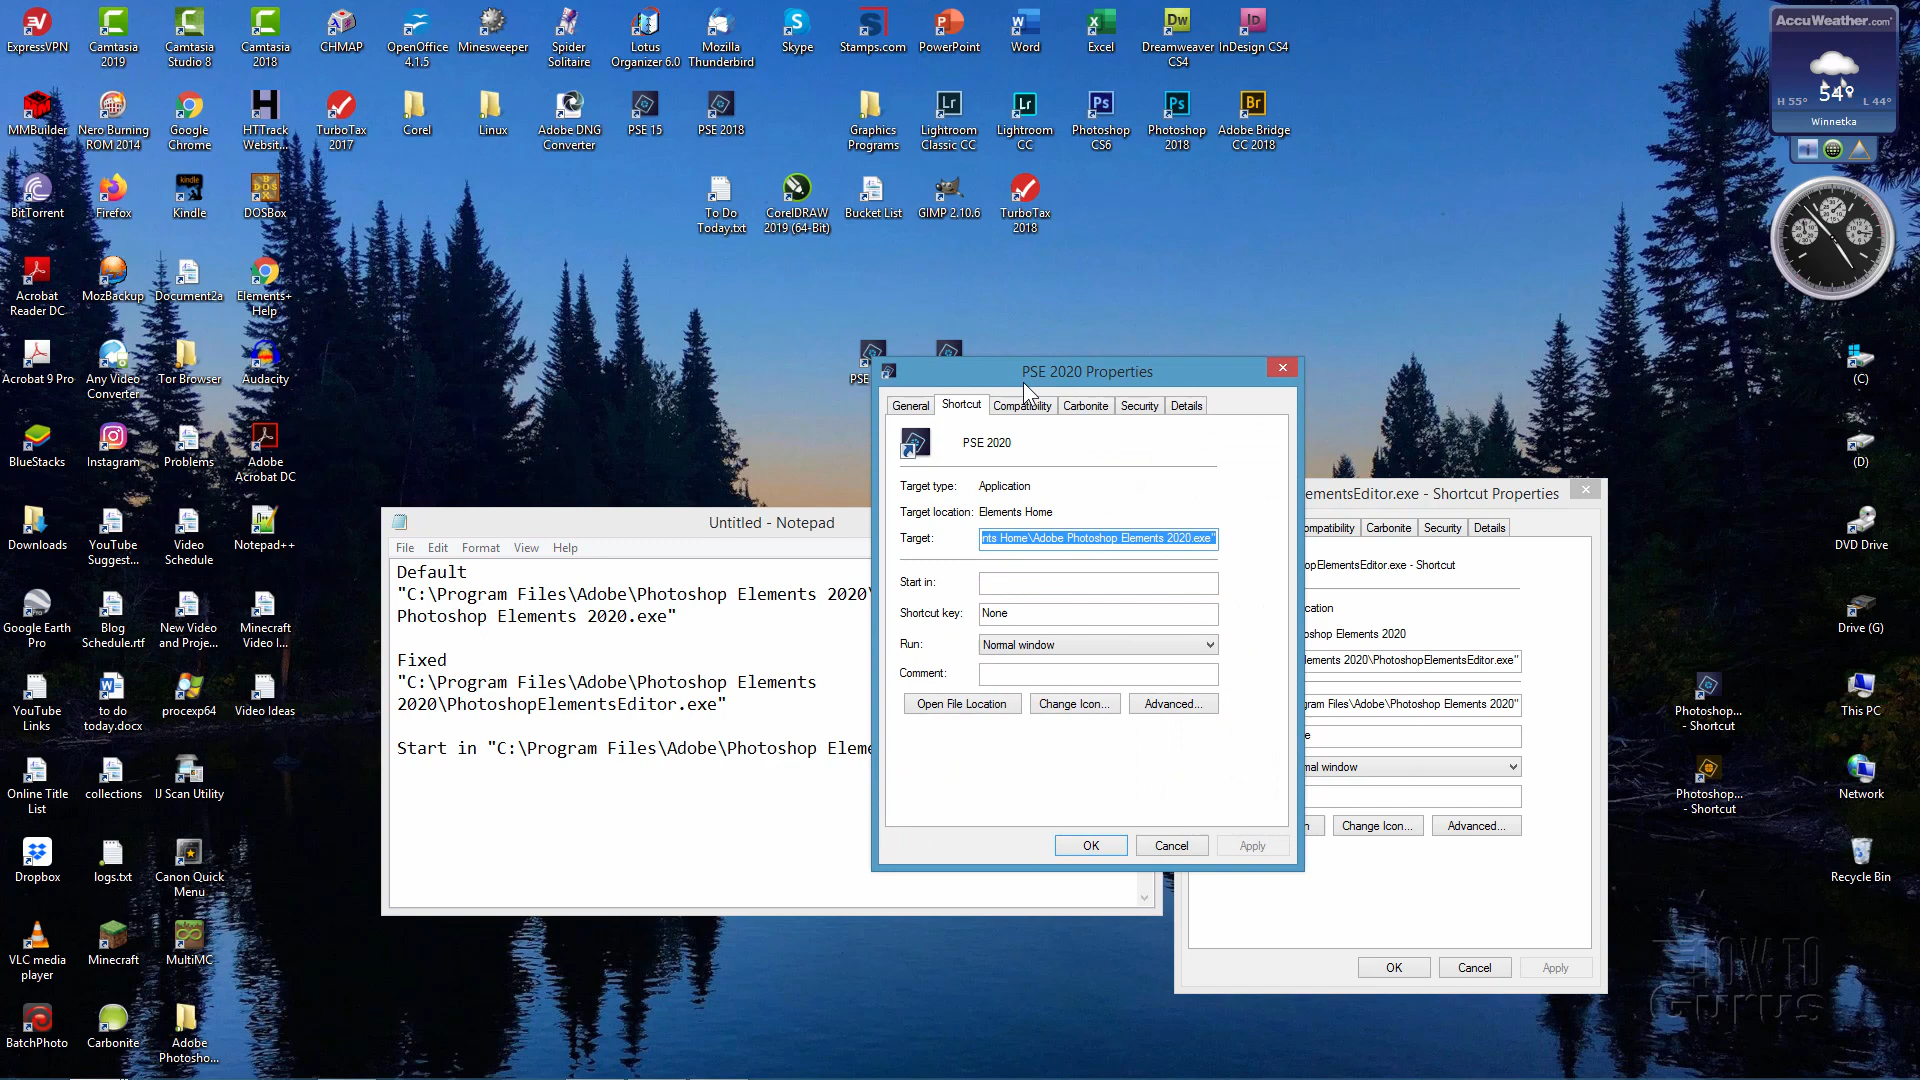 ExpressVPN
Camtasia 2019
Camtasia Studio 8
Camtasia 2018
CHMAP
OpenOffice 4.1.5
Minesweeper
Spider Solitaire
Lotus Organizer 6.0
Mozilla Thunderbird
Skype
Stamps.com
PowerPoint
Word
Excel
Dreamweaver CS4
InDesign CS4
AccuWeather.com
54°
H 55° L 44°
Winnetka
MMBuilder
Nero Burning ROM 2014
Google Chrome
HTTrack Websit...
TurboTax 2017
Corel
Linux
Adobe DNG Converter
PSE 15
PSE 2018
Graphics Programs
Lightroom Classic CC
Lightroom CC
Photoshop CS6
Photoshop 2018
Adobe Bridge CC 2018
BitTorrent
Firefox
Kindle
DOSBox
To Do Today.txt
CorelDRAW 2019 (64-Bit)
Bucket List
GIMP 2.10.6
TurboTax 2018
Acrobat Reader DC
MozBackup
Document2a
Elements+ Help
Acrobat 9 Pro
Any Video Converter
Tor Browser
Audacity
BlueStacks
Instagram
Problems
Adobe Acrobat DC
Downloads
YouTube Suggest...
Video Schedule
Notepad++
Google Earth Pro
Blog Schedule.rtf
New Video and Proje...
Minecraft Video I...
YouTube Links
to do today.docx
procexp64
Video Ideas
Online Title List
collections
IJ Scan Utility
Dropbox
logs.txt
Canon Quick Menu
VLC media player
Minecraft
MultiMC
BatchPhoto
Carbonite
Adobe Photosho...
Untitled - Notepad
File Edit Format View Help
Default
"C:\Program Files\Adobe\Photoshop Elements 2020\
Photoshop Elements 2020.exe"
Fixed
"C:\Program Files\Adobe\Photoshop Elements
2020\PhotoshopElementsEditor.exe"
Start in "C:\Program Files\Adobe\Photoshop Eleme
PSE
PSE 2020 Properties
General Shortcut Compatibility Carbonite Security Details
PSE 2020
Target type: Application
Target location: Elements Home
Target: nts Home\Adobe Photoshop Elements 2020.exe"
Start in:
Shortcut key: None
Run: Normal window
Comment:
Open File Location Change Icon... Advanced...
OK Cancel Apply
ementsEditor.exe - Shortcut Properties
ompatibility Carbonite Security Details
opElementsEditor.exe - Shortcut
cation
shop Elements 2020
lements 2020\PhotoshopElementsEditor.exe"
gram Files\Adobe\Photoshop Elements 2020"
e
mal window
n Change Icon... Advanced...
OK Cancel Apply
(C)
(D)
DVD Drive
Drive (G)
Photoshop... - Shortcut
This PC
Photoshop... - Shortcut
Network
Recycle Bin
HOW TO
GURUS